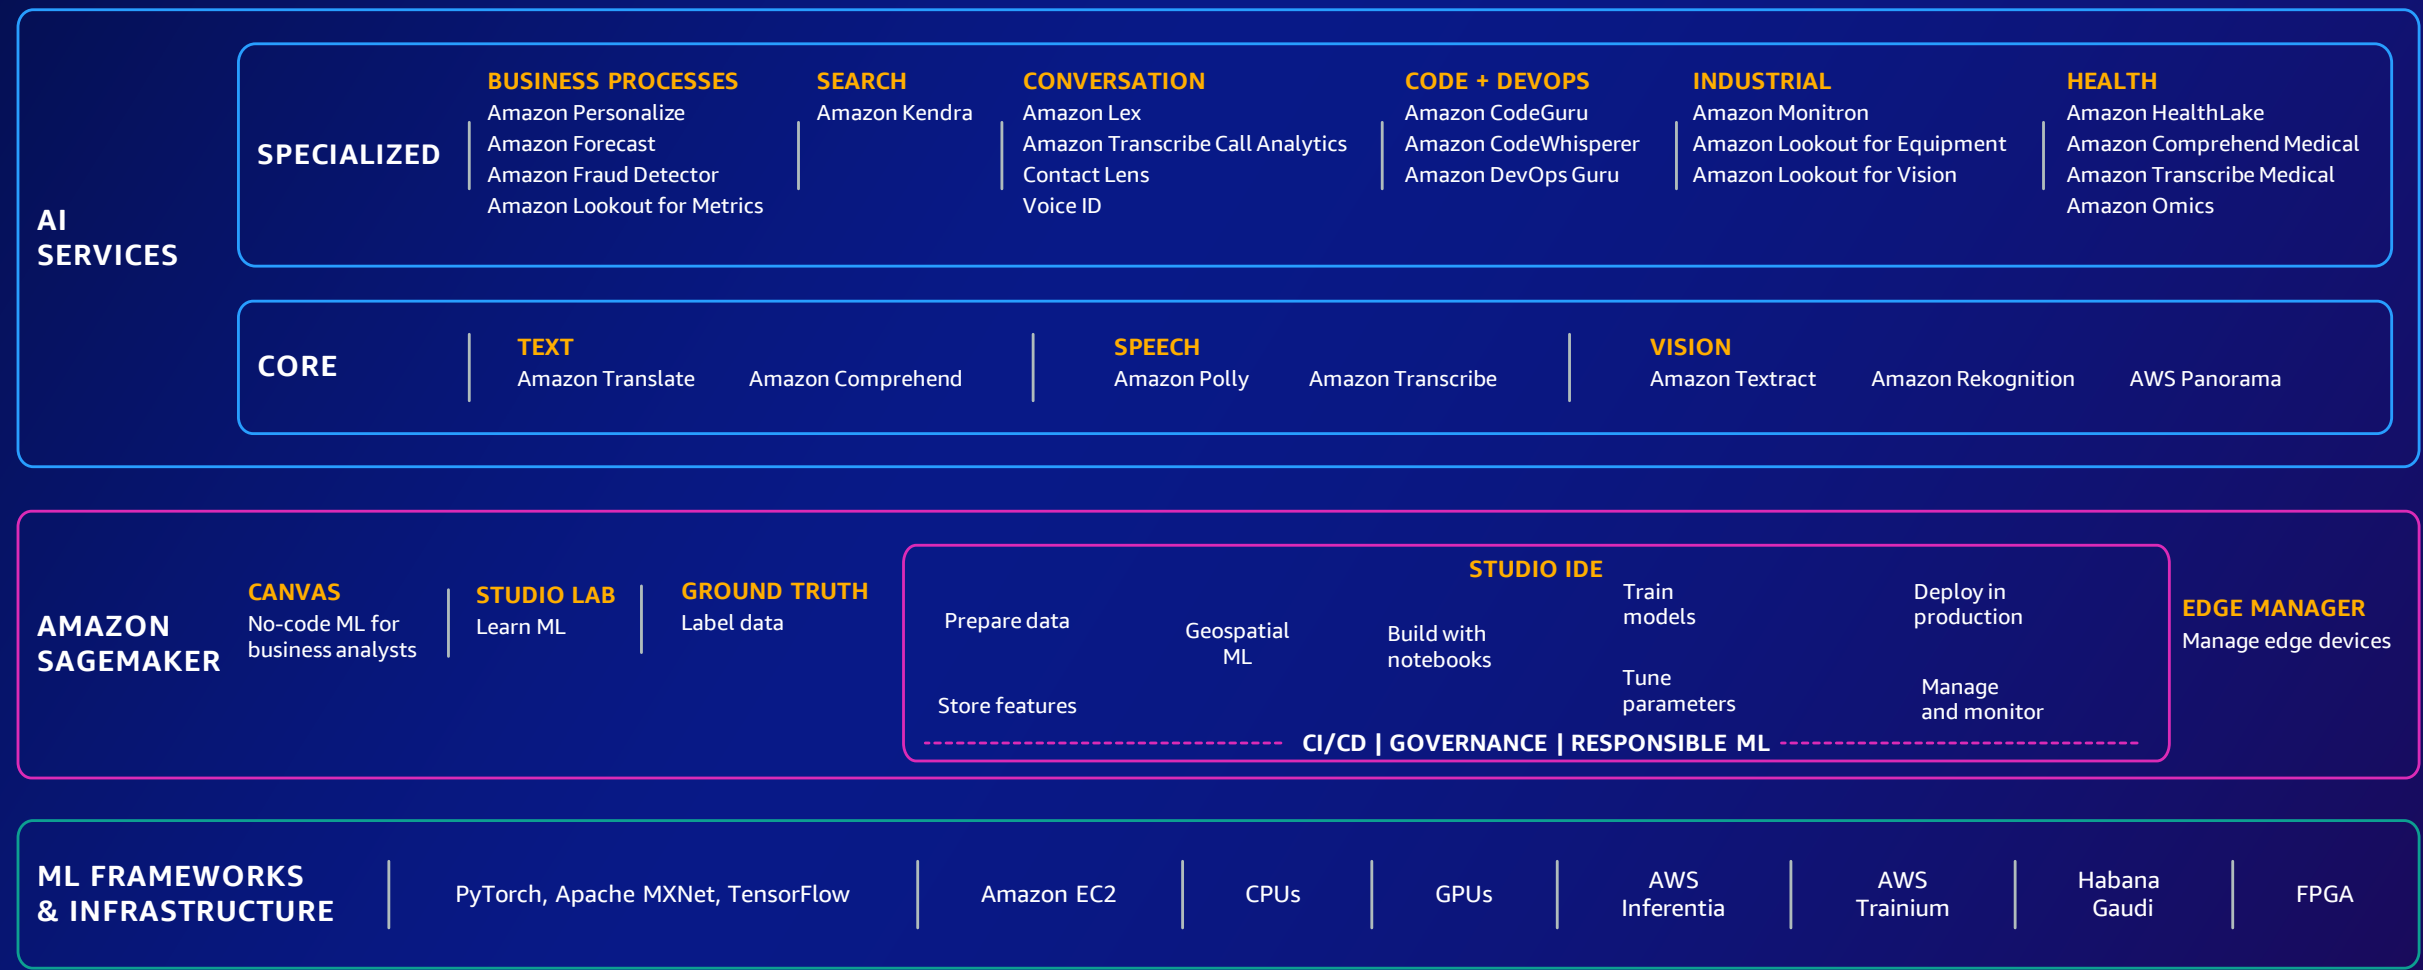 AI
SERVICES
SPECIALIZED
BUSINESS PROCESSES
Amazon Personalize
Amazon Forecast
Amazon Fraud Detector
Amazon Lookout for Metrics
SEARCH
Amazon Kendra
CONVERSATION
Amazon Lex
Amazon Transcribe Call Analytics
Contact Lens
Voice ID
CODE + DEVOPS
Amazon CodeGuru
Amazon CodeWhisperer
Amazon DevOps Guru
INDUSTRIAL
Amazon Monitron
Amazon Lookout for Equipment
Amazon Lookout for Vision
HEALTH
Amazon HealthLake
Amazon Comprehend Medical
Amazon Transcribe Medical
Amazon Omics
CORE
TEXT
Amazon Translate
Amazon Comprehend
SPEECH
Amazon Polly
Amazon Transcribe
VISION
Amazon Textract
Amazon Rekognition
AWS Panorama
AMAZON
SAGEMAKER
CANVAS
No-code ML for
business analysts
STUDIO LAB
Learn ML
GROUND TRUTH
Label data
STUDIO IDE
Prepare data
Store features
Geospatial
ML
Build with
notebooks
Train
models
Tune
parameters
Deploy in
production
Manage
and monitor
CI/CD | GOVERNANCE | RESPONSIBLE ML
EDGE MANAGER
Manage edge devices
ML FRAMEWORKS
& INFRASTRUCTURE
PyTorch, Apache MXNet, TensorFlow
Amazon EC2
CPUs
GPUs
AWS
Inferentia
AWS
Trainium
Habana
Gaudi
FPGA